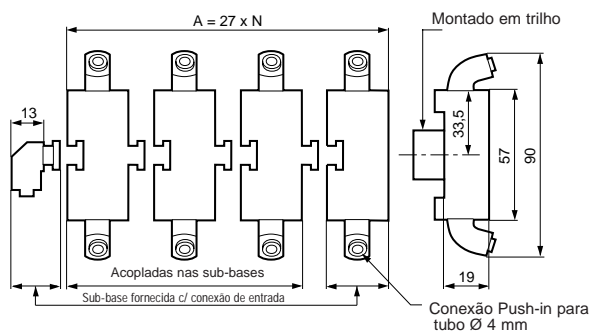 A = 27 x N
Montado em trilho
13
33,5
57
90
Acopladas nas sub-bases
19
Sub-base fornecida c/ conexão de entrada
Conexão Push-in para
tubo Ø 4 mm